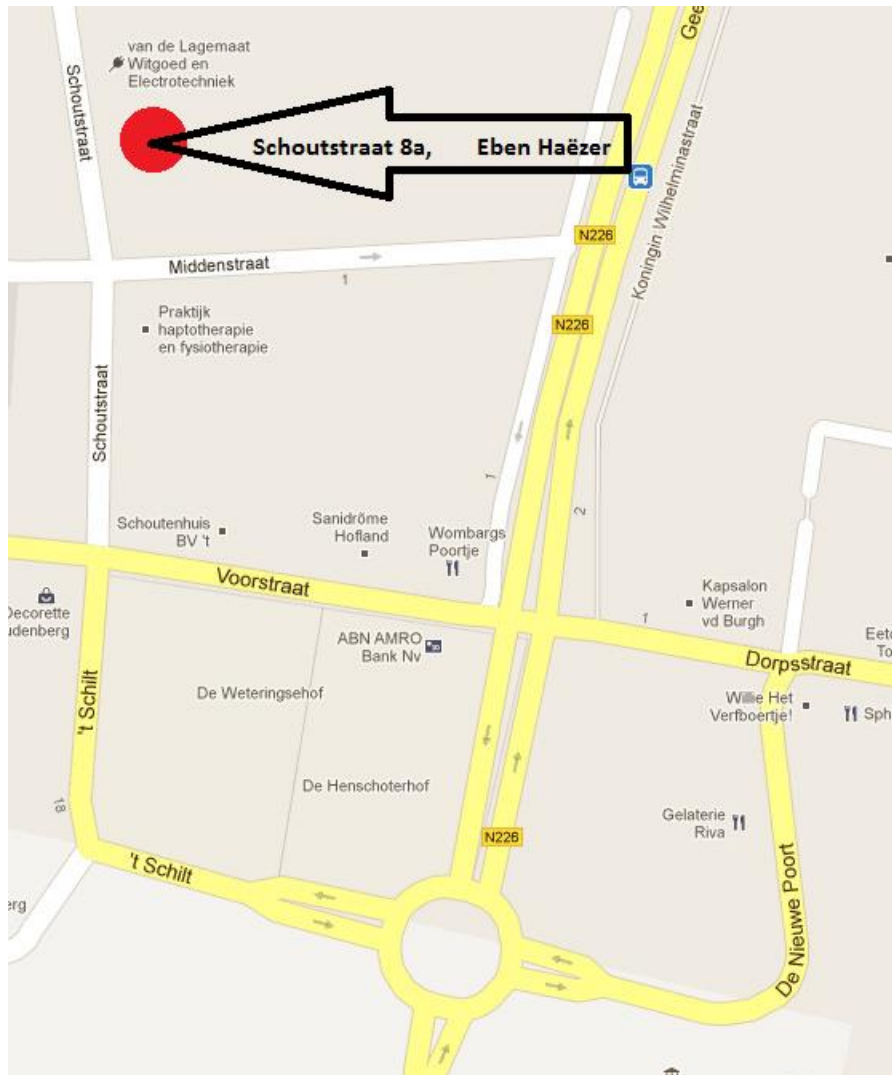 van de Lagemaat
Witgoed en
Electrotechniek
Schoutstraat
Schoutstraat 8a, Eben Haëzer
Gee
Koningin Wilhelminastraat
N226
Middenstraat
1
N226
Praktijk
haptotherapie
en fysiotherapie
Schoutstraat
1
2
Schoutenhuis
BV 't
Sanidrôme
Hofland
Wombargs
Poortje
Voorstraat
Kapsalon
Werner
vd Burgh
1
Decorette
udenberg
ABN AMRO
Bank Nv
Eetc
To
Dorpsstraat
De Weteringsehof
't Schilt
Willie Het
Verfboertje!
Sph
De Henschoterhof
18
Gelaterie
Riva
N226
't Schilt
erg
De Nieuwe Poort